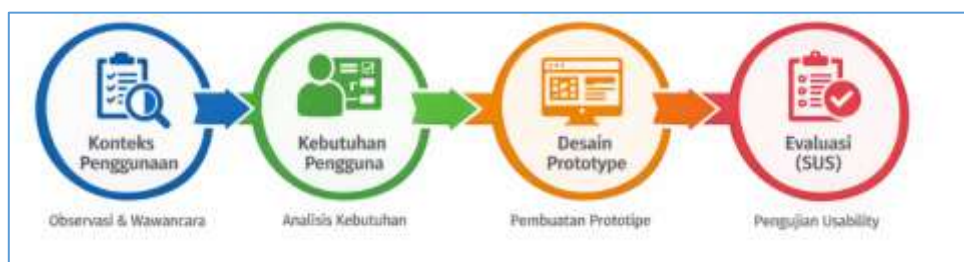 Konteks
Penggunaan
Kebutuhan
Pengguna
Desain
Prototype
Evaluasi
(SUS)
Observasi & Wawancara
Analisis Kebutuhan
Pembuatan Prototipe
Pengujian Usability